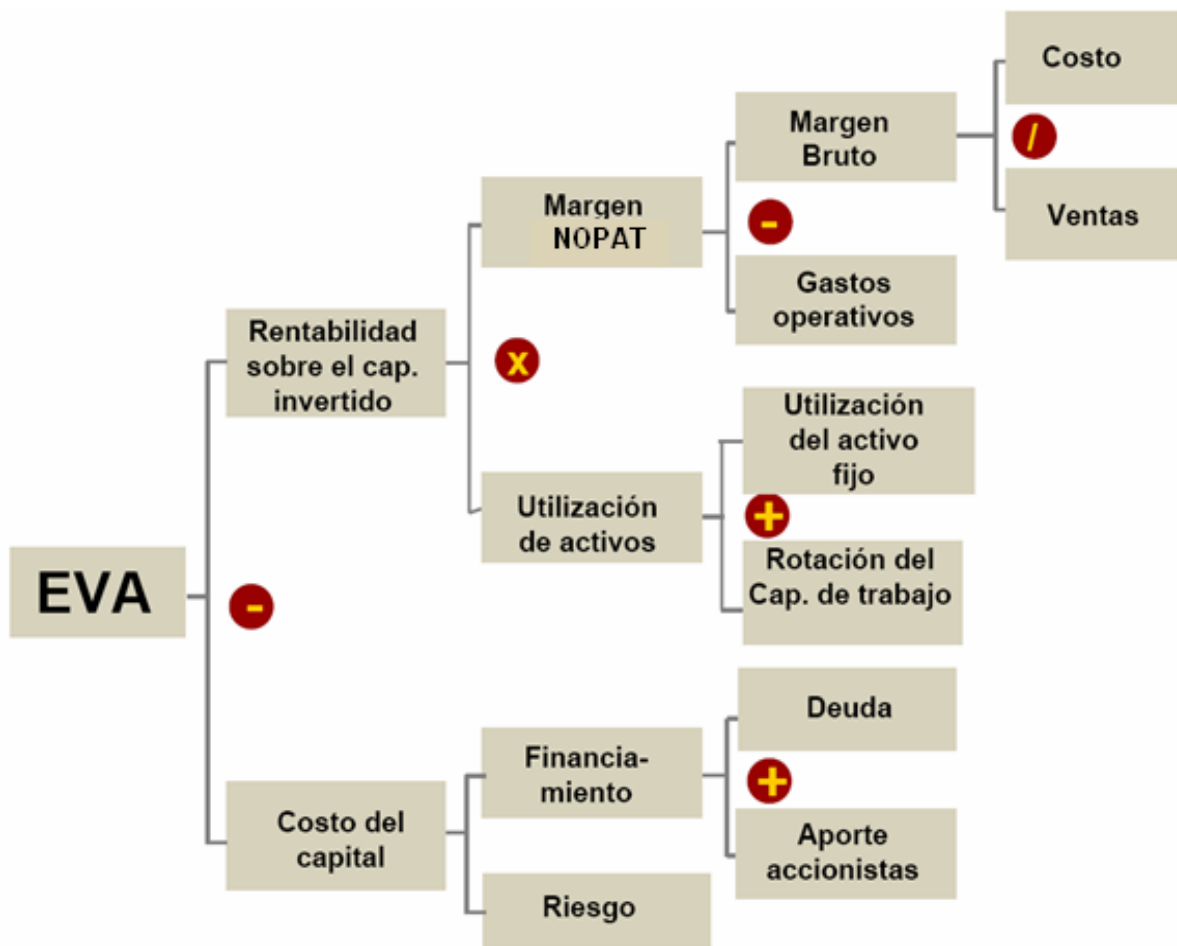 Costo
/
Ventas
Margen
Bruto
-
Gastos
operativos
Margen
NOPAT
x
Utilización
del activo
fijo
+
Rotación del
Cap. de trabajo
Utilización
de activos
Rentabilidad
sobre el cap.
invertido
EVA
-
Deuda
+
Aporte
accionistas
Financia-
miento
Riesgo
Costo del
capital